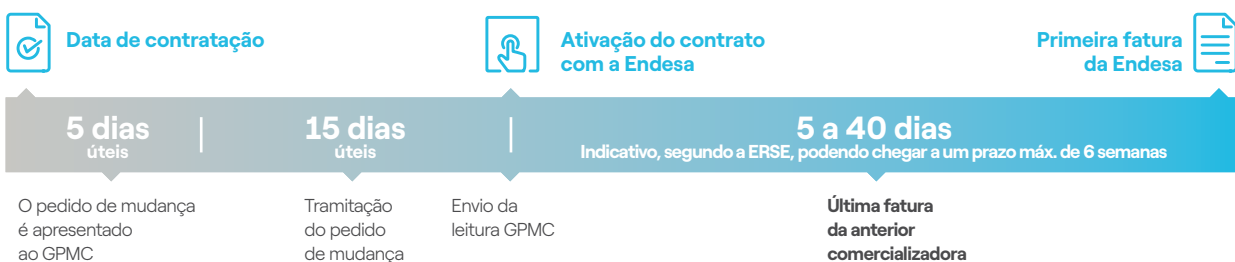 Data de contratação
Ativação do contrato
com a Endesa
Primeira fatura
da Endesa
5 dias
úteis
15 dias
úteis
5 a 40 dias
Indicativo, segundo a ERSE, podendo chegar a um prazo máx. de 6 semanas
O pedido de mudança
é apresentado
ao GPMC
Tramitação
do pedido
de mudança
Envio da
leitura GPMC
Última fatura
da anterior
comercializadora